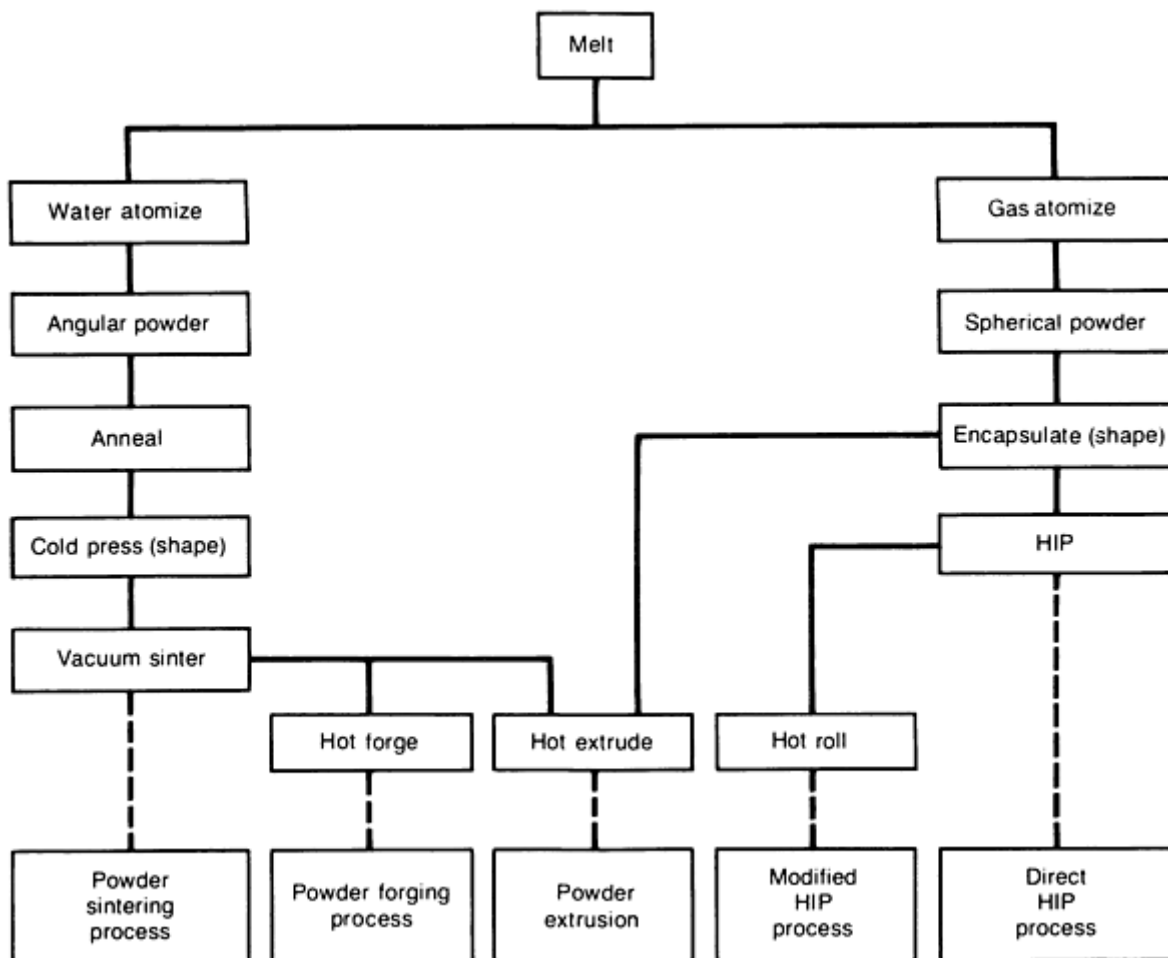 Melt
Water atomize
Gas atomize
Angular powder
Spherical powder
Anneal
Encapsulate (shape)
Cold press (shape)
HIP
Vacuum sinter
Hot forge
Hot extrude
Hot roll
Powder
sintering
process
Powder forging
process
Powder
extrusion
Modified
HIP
process
Direct
HIP
process